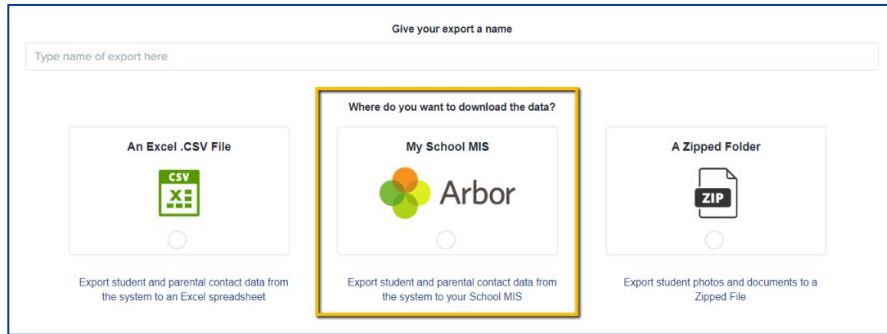 Give your export a name
Type name of export here
Where do you want to download the data?
An Excel .CSV File
CSV
X
Export student and parental contact data from
the system to an Excel spreadsheet
My School MIS
Arbor
Export student and parental contact data from
the system to your School MIS
A Zipped Folder
ZIP
Export student photos and documents to a
Zipped File